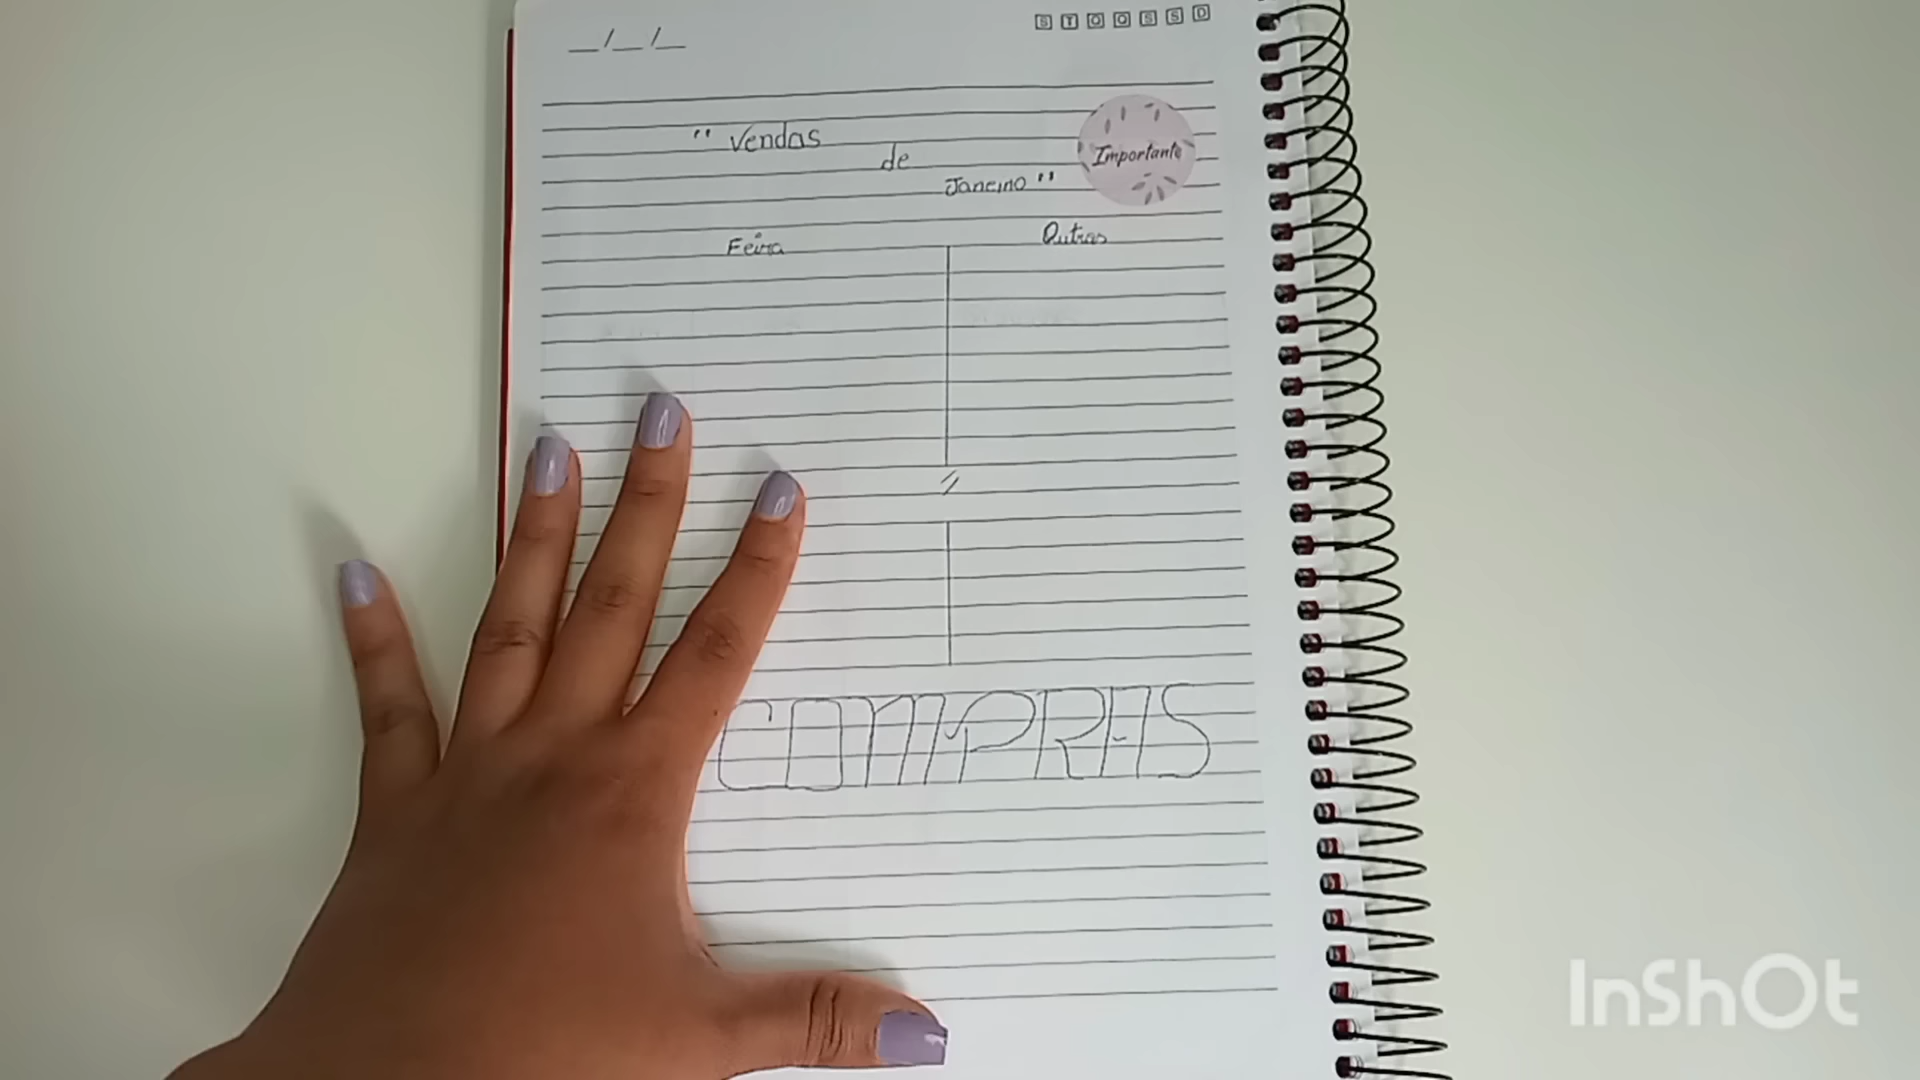 __/__/__
S T Q Q S S D
" Vendas
de
Janeiro "
Importante
Feira
Outras
//
COMPRAS
InShOt